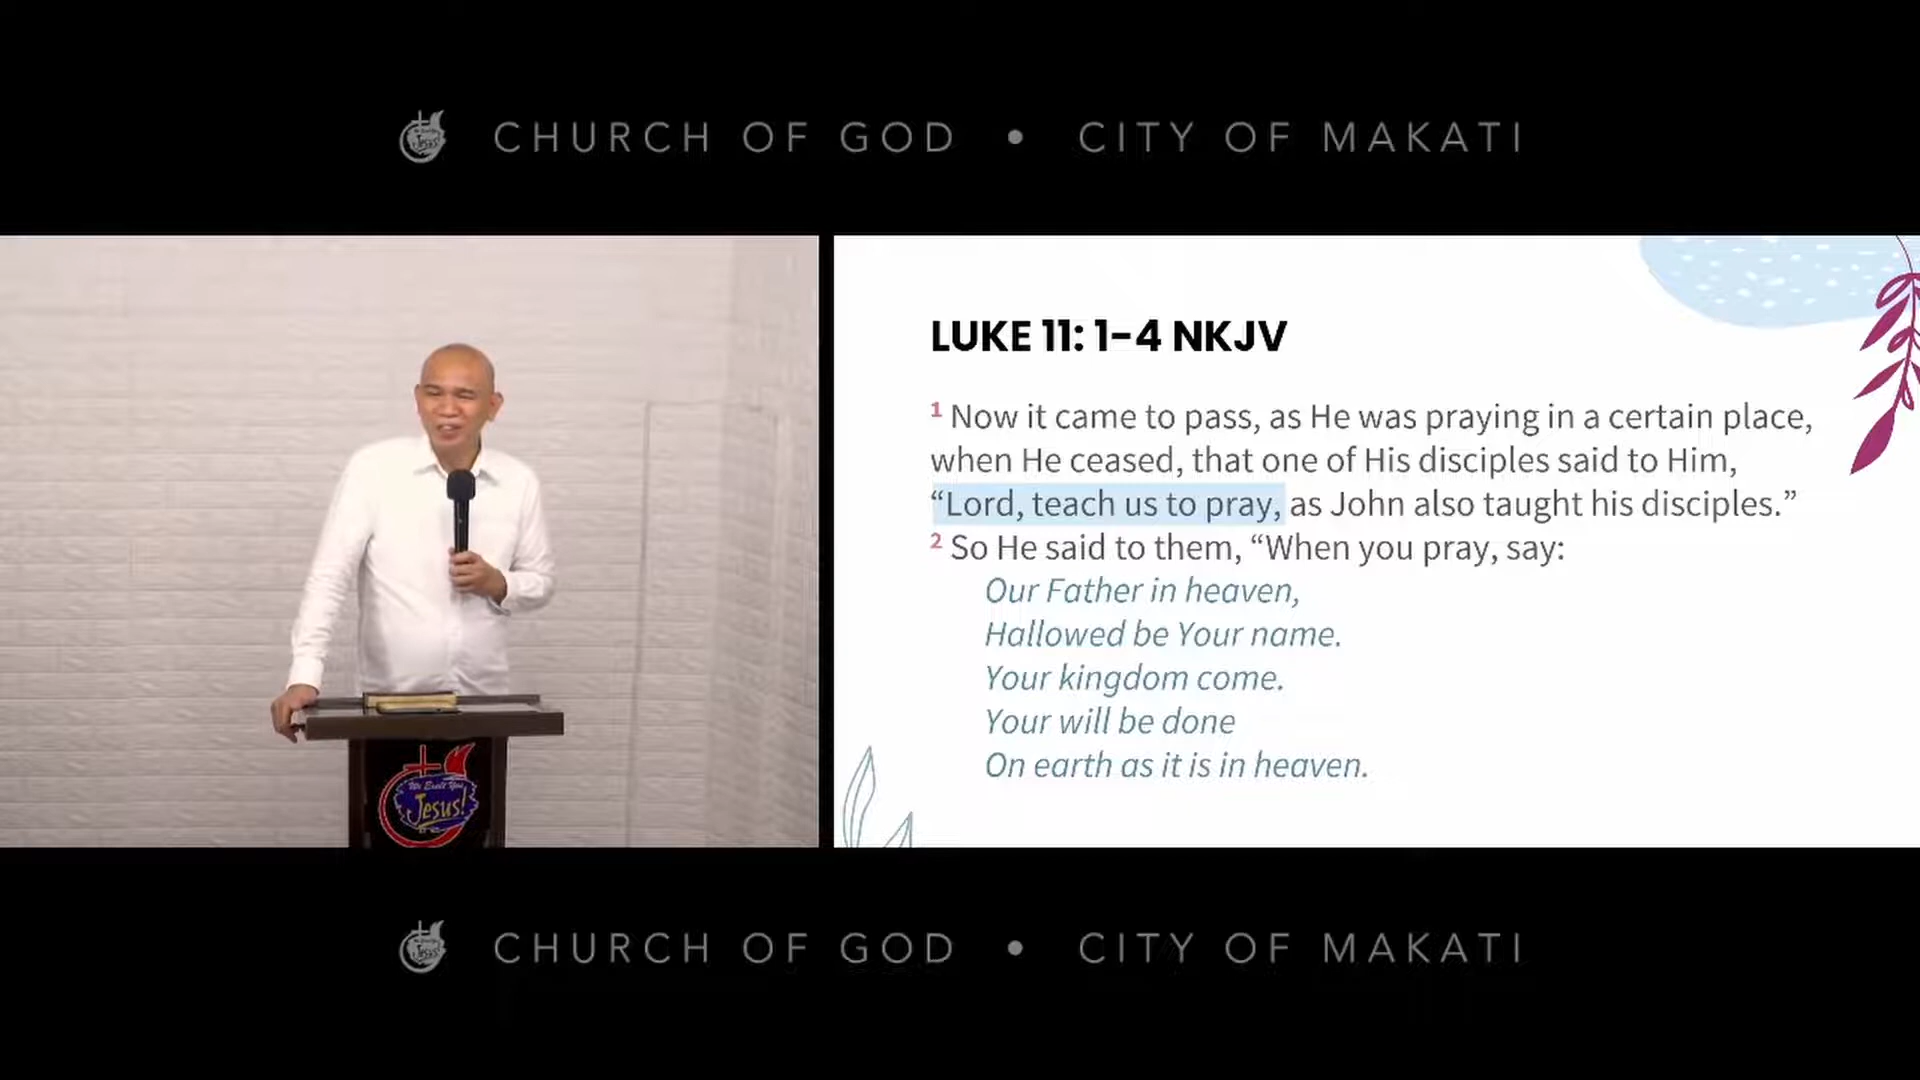 CHURCH OF GOD • CITY OF MAKATI
LUKE 11: 1-4 NKJV
1 Now it came to pass, as He was praying in a certain place,
when He ceased, that one of His disciples said to Him,
“Lord, teach us to pray, as John also taught his disciples.”
2 So He said to them, “When you pray, say:
Our Father in heaven,
Hallowed be Your name.
Your kingdom come.
Your will be done
On earth as it is in heaven.
We Exalt You
Jesus!
CHURCH OF GOD • CITY OF MAKATI